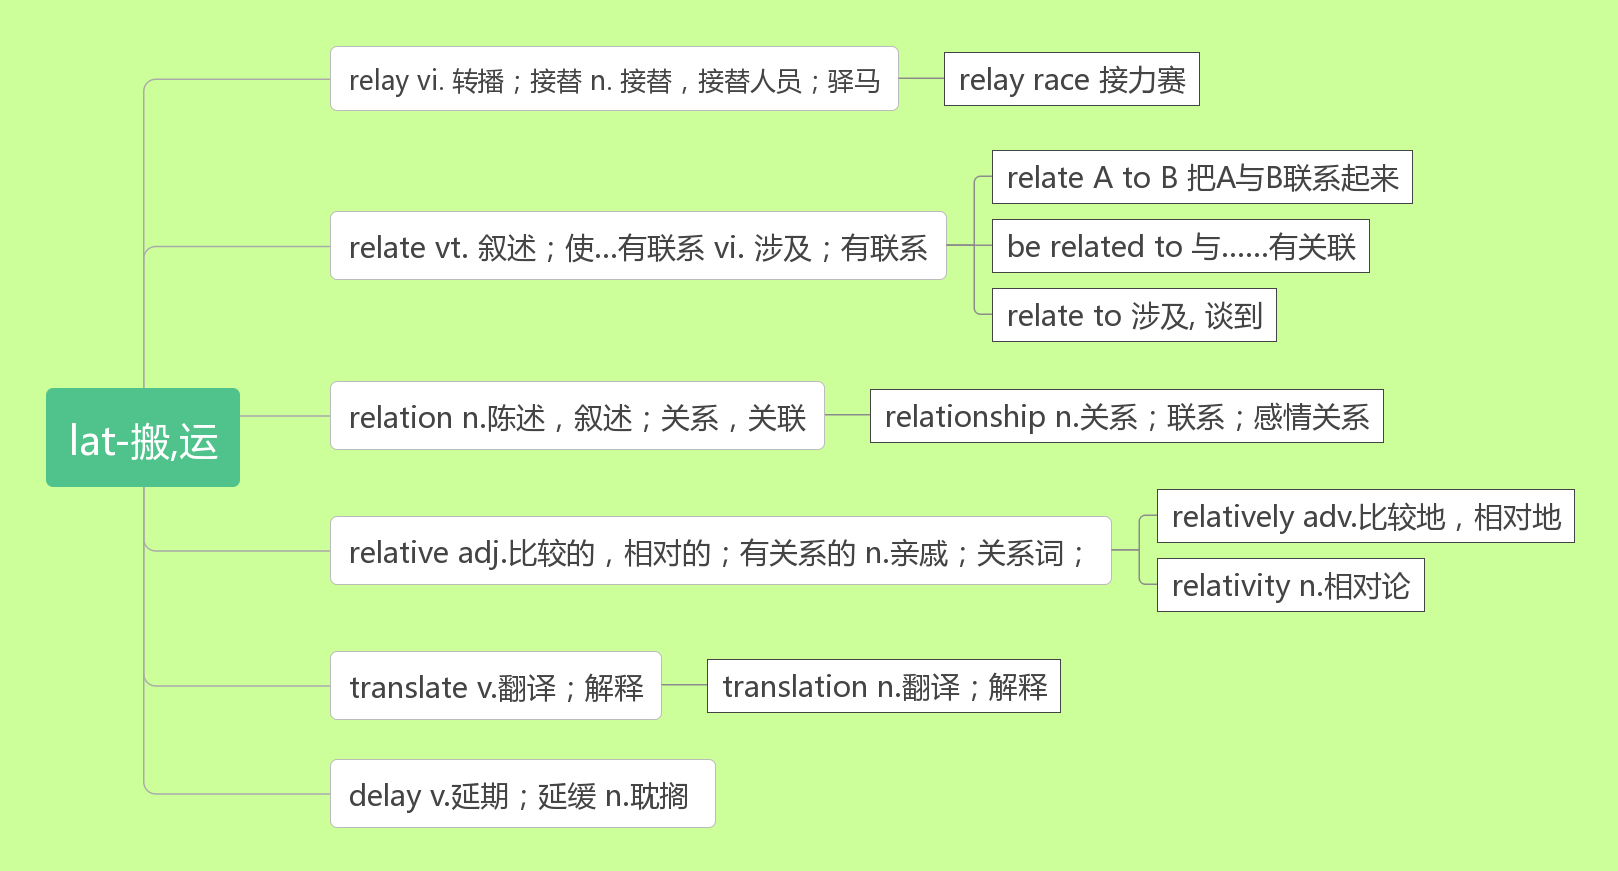 lat-搬,运
relay vi. 转播；接替 n. 接替，接替人员；驿马
relay race 接力赛
relate vt. 叙述；使...有联系 vi. 涉及；有联系
relate A to B 把A与B联系起来
be related to 与......有关联
relate to 涉及, 谈到
relation n.陈述，叙述；关系，关联
relationship n.关系；联系；感情关系
relative adj.比较的，相对的；有关系的 n.亲戚；关系词；
relatively adv.比较地，相对地
relativity n.相对论
translate v.翻译；解释
translation n.翻译；解释
delay v.延期；延缓 n.耽搁